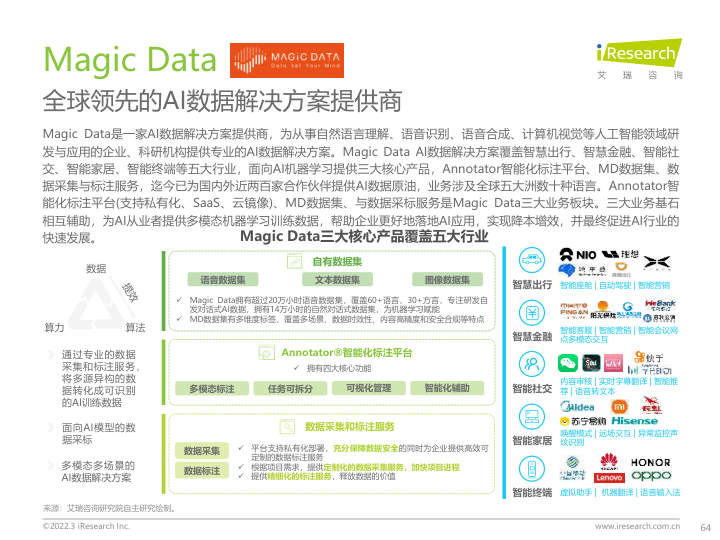 Magic Data
MAGIC DATA
Data Set Your Mind
iResearch
艾 瑞 咨 询
全球领先的AI数据解决方案提供商
Magic Data是一家AI数据解决方案提供商，为从事自然语言理解、语音识别、语音合成、计算机视觉等人工智能领域研
发与应用的企业、科研机构提供专业的AI数据解决方案。Magic Data AI数据解决方案覆盖智慧出行、智慧金融、智能社
交、智能家居、智能终端等五大行业，面向AI机器学习提供三大核心产品，Annotator智能化标注平台、MD数据集、数
据采集与标注服务，迄今已为国内外近两百家合作伙伴提供AI数据原油，业务涉及全球五大洲数十种语言。Annotator智
能化标注平台(支持私有化、SaaS、云镜像)、MD数据集、与数据采标服务是Magic Data三大业务板块。三大业务基石
相互辅助，为AI从业者提供多模态机器学习训练数据，帮助企业更好地落地AI应用，实现降本增效，并最终促进AI行业的
快速发展。
Magic Data三大核心产品覆盖五大行业
数据
提效
算力
算法
通过专业的数据
采集和标注服务，
将多源异构的数
据转化成可识别
的AI训练数据
面向AI模型的数
据采标
多模态多场景的
AI数据解决方案
自有数据集
语音数据集
文本数据集
图像数据集
✓ Magic Data拥有超过20万小时语音数据集，覆盖60+语言，30+方言，专注研发自
发对话式AI数据，拥有14万小时的自然对话式数据集，为机器学习赋能
✓ MD数据集有多维度标签，覆盖多场景，数据时效性，内容高精度和安全合规等特点
Annotator®智能化标注平台
✓ 拥有四大核心功能
多模态标注
任务可拆分
可视化管理
智能化辅助
数据采集和标注服务
数据采集
数据标注
✓ 平台支持私有化部署，充分保障数据安全的同时为企业提供高效可
定制的数据标注服务
✓ 根据项目需求，提供定制化的数据采集服务，加快项目进程
✓ 提供精细化的标注服务，释放数据的价值
智慧出行
NIO
理想
智能座舱 | 自动驾驶 | 智能营销
智慧金融
PING AN
WeBank
智能客服 | 智能营销 | 智能会议网
点多模态交互
智能社交
快手
内容审核 | 实时字幕翻译 | 智能推
荐 | 语音转文本
智能家居
Midea
苏宁易购
Hisense
唤醒模式 | 远场交互 | 异常监控声
纹识别
智能终端
中国移动
HUAWEI
HONOR
Lenovo
oppo
虚拟助手 | 机器翻译 | 语音输入法
来源：艾瑞咨询研究院自主研究绘制。
©2022.3 iResearch Inc.
www.iresearch.com.cn
64